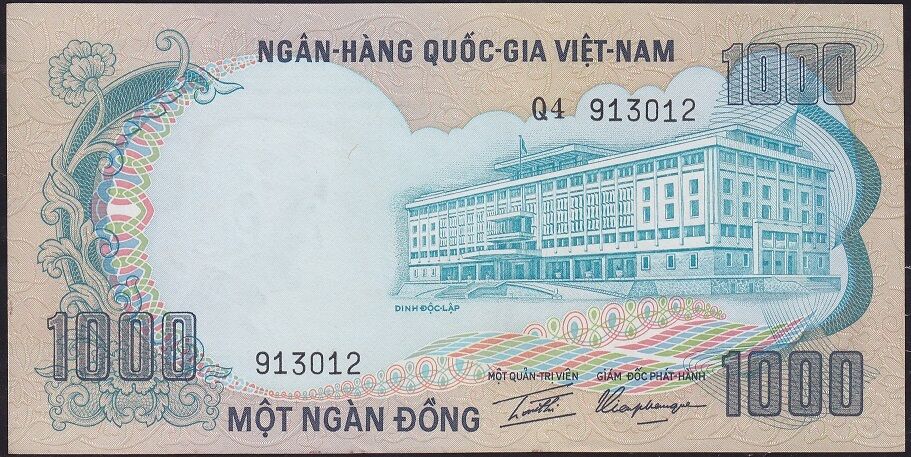 NGÂN-HÀNG QUỐC-GIA VIỆT-NAM
1000
Q4 913012
DINH ĐỘC-LẬP
1000
913012
MỘT QUẢN-TRỊ VIÊN
GIÁM ĐỐC PHÁT-HÀNH
1000
MỘT NGÀN ĐỒNG